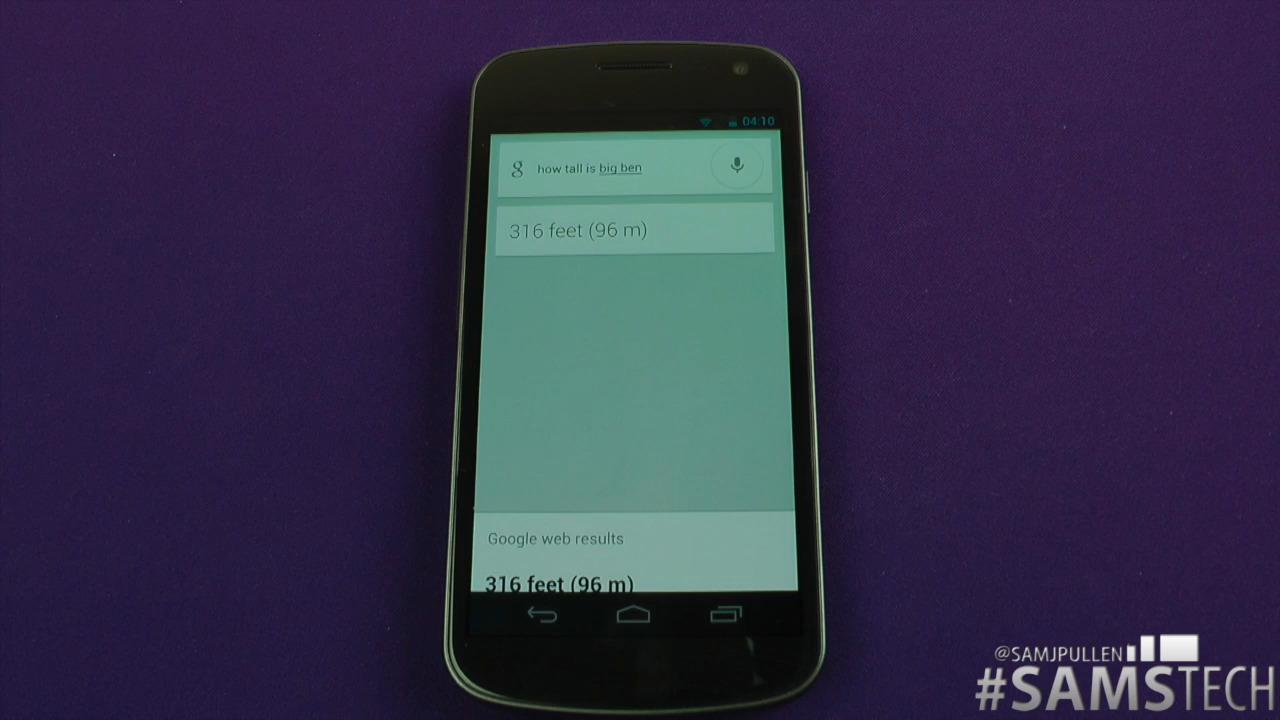 04:10
g how tall is big ben
316 feet (96 m)
Google web results
316 feet (96 m)
@SAMJPULLEN
#SAMSTECH